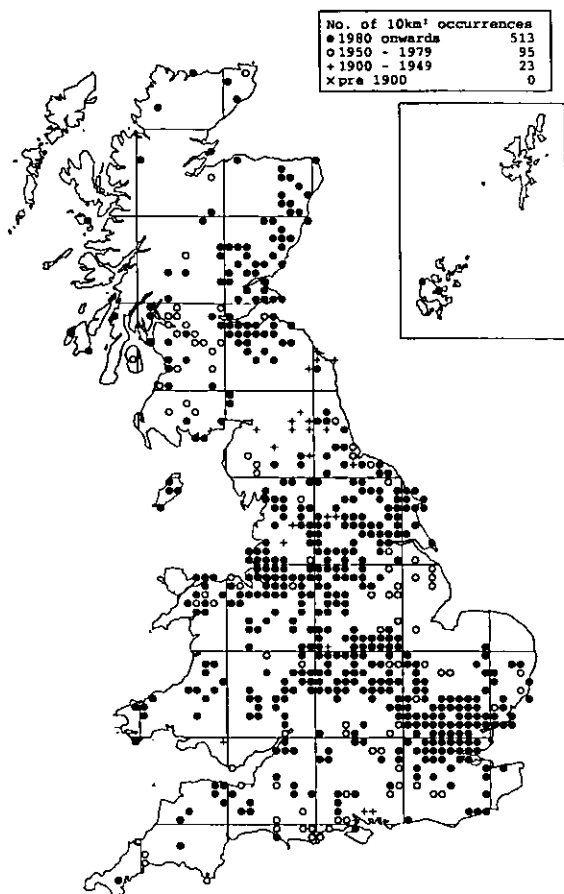 No. of 10km² occurrences
● 1980 onwards 513
○ 1950 - 1979 95
+ 1900 - 1949 23
× pre 1900 0